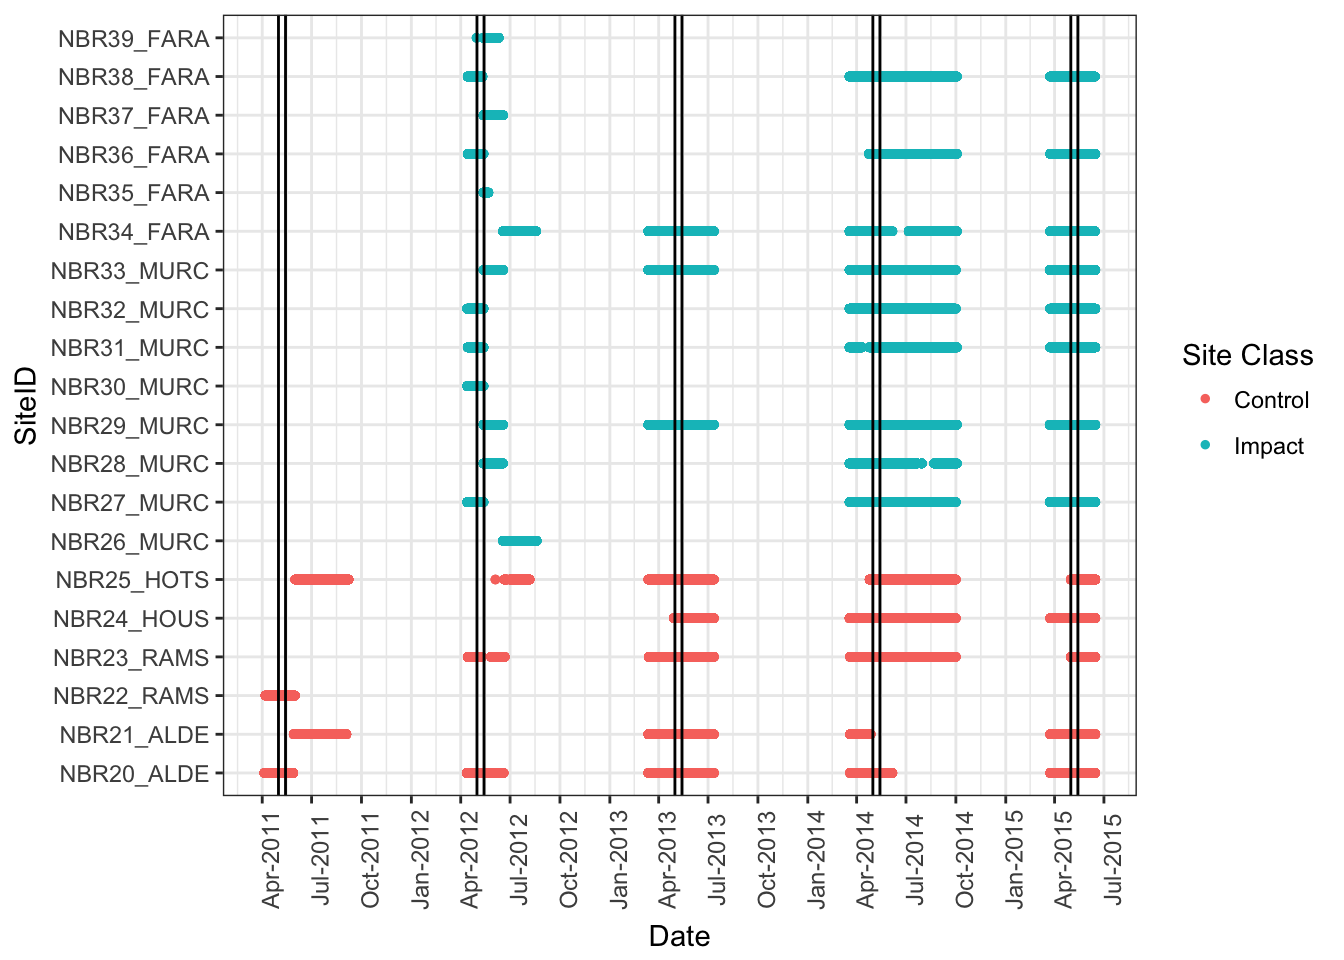 NBR39_FARA
NBR38_FARA
NBR37_FARA
NBR36_FARA
NBR35_FARA
NBR34_FARA
NBR33_MURC
NBR32_MURC
NBR31_MURC
NBR30_MURC
NBR29_MURC
NBR28_MURC
NBR27_MURC
NBR26_MURC
NBR25_HOTS
NBR24_HOUS
NBR23_RAMS
NBR22_RAMS
NBR21_ALDE
NBR20_ALDE
SiteID
Apr-2011
Jul-2011
Oct-2011
Jan-2012
Apr-2012
Jul-2012
Oct-2012
Jan-2013
Apr-2013
Jul-2013
Oct-2013
Jan-2014
Apr-2014
Jul-2014
Oct-2014
Jan-2015
Apr-2015
Jul-2015
Date
Site Class
Control
Impact